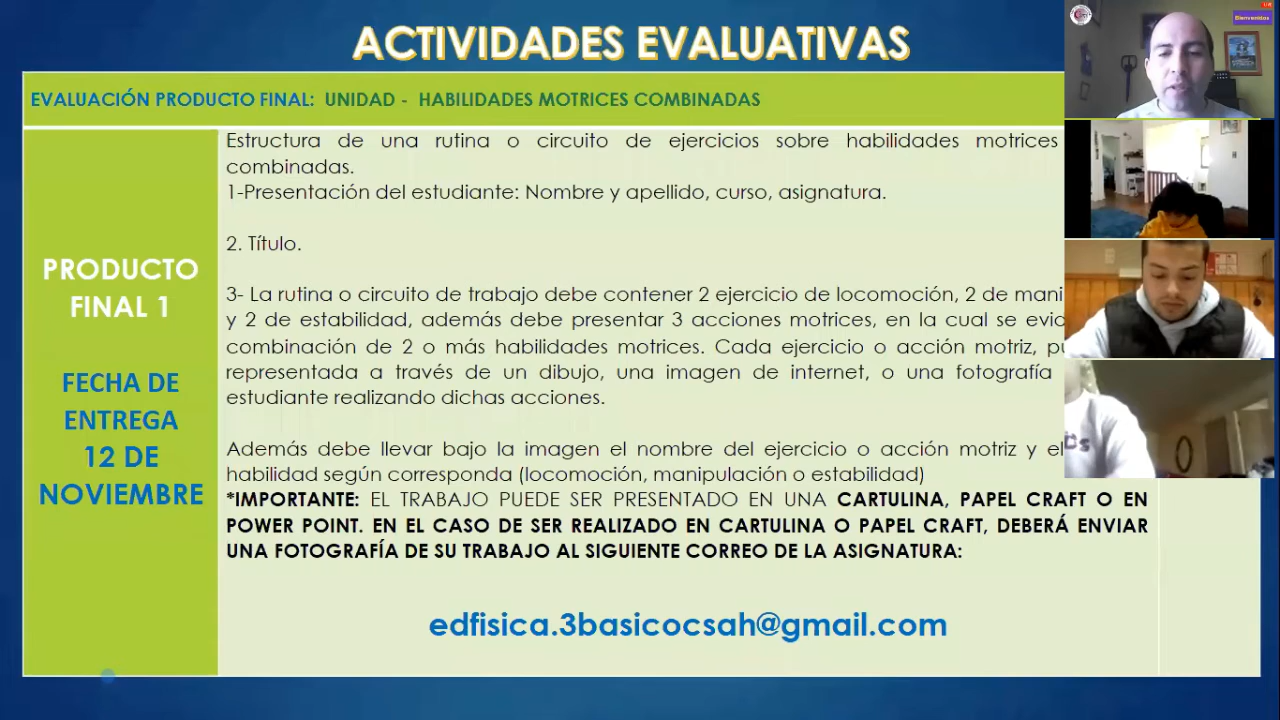 ACTIVIDADES EVALUATIVAS
Bienvenidos
EVALUACIÓN PRODUCTO FINAL: UNIDAD - HABILIDADES MOTRICES COMBINADAS
PRODUCTO
FINAL 1
FECHA DE
ENTREGA
12 DE
NOVIEMBRE
Estructura de una rutina o circuito de ejercicios sobre habilidades motrices
combinadas.
1-Presentación del estudiante: Nombre y apellido, curso, asignatura.
2. Título.
3- La rutina o circuito de trabajo debe contener 2 ejercicio de locomoción, 2 de mani
y 2 de estabilidad, además debe presentar 3 acciones motrices, en la cual se evid
combinación de 2 o más habilidades motrices. Cada ejercicio o acción motriz, pu
representada a través de un dibujo, una imagen de internet, o una fotografía
estudiante realizando dichas acciones.
Además debe llevar bajo la imagen el nombre del ejercicio o acción motriz y el
habilidad según corresponda (locomoción, manipulación o estabilidad)
*IMPORTANTE: EL TRABAJO PUEDE SER PRESENTADO EN UNA CARTULINA, PAPEL CRAFT O EN
POWER POINT. EN EL CASO DE SER REALIZADO EN CARTULINA O PAPEL CRAFT, DEBERÁ ENVIAR
UNA FOTOGRAFÍA DE SU TRABAJO AL SIGUIENTE CORREO DE LA ASIGNATURA:
edfisica.3basicocsah@gmail.com